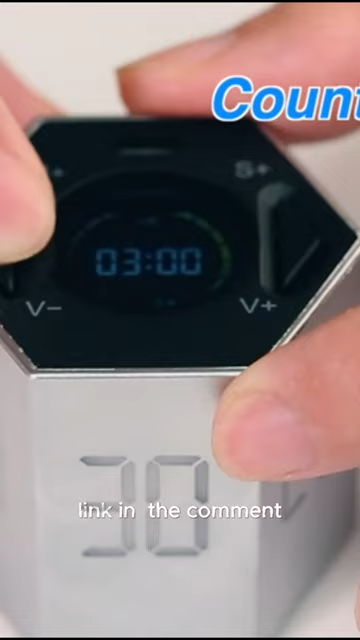 Count
S+
03:00
V-
V+
30
link in the comment